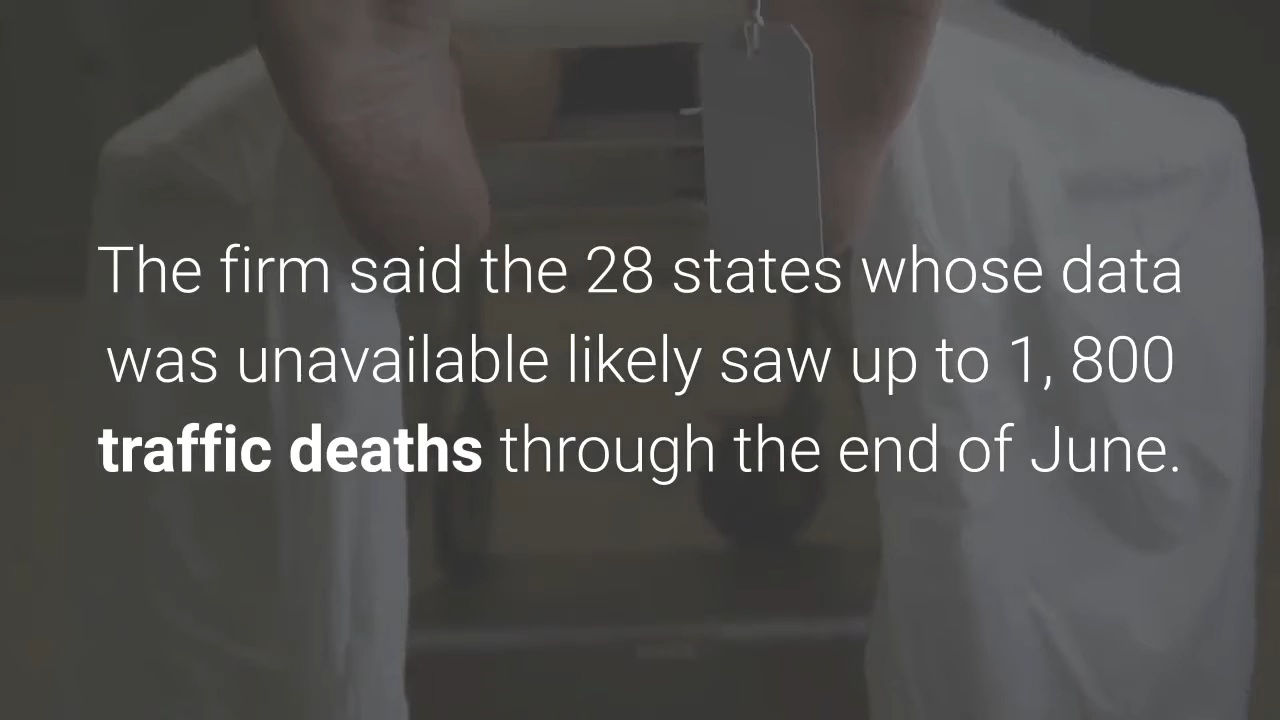 The firm said the 28 states whose data
was unavailable likely saw up to 1, 800
traffic deaths through the end of June.